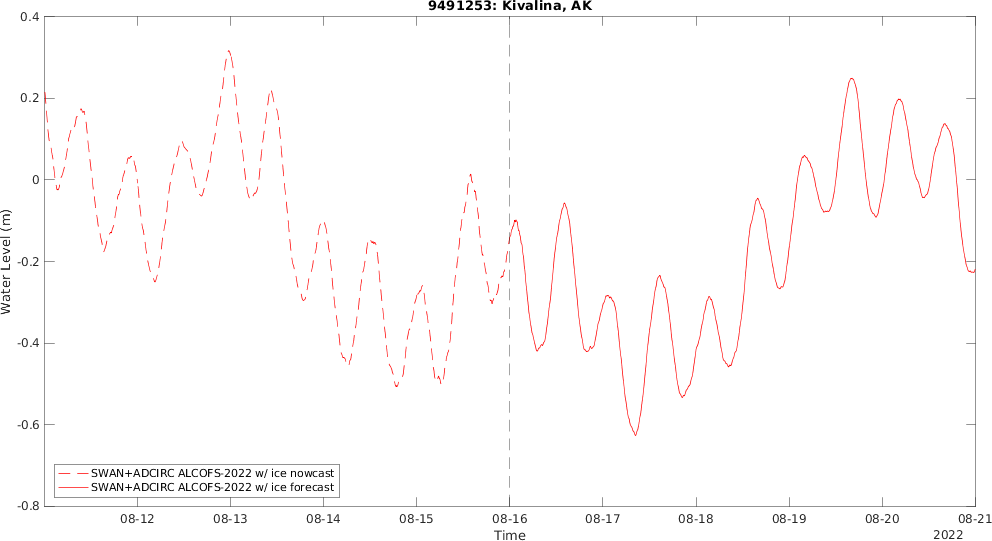 9491253: Kivalina, AK
0.4
0.2
0
-0.2
-0.4
-0.6
-0.8
Water Level (m)
SWAN+ADCIRC ALCOFS-2022 w/ ice nowcast
SWAN+ADCIRC ALCOFS-2022 w/ ice forecast
08-12 08-13 08-14 08-15 08-16 08-17 08-18 08-19 08-20 08-21
Time
2022